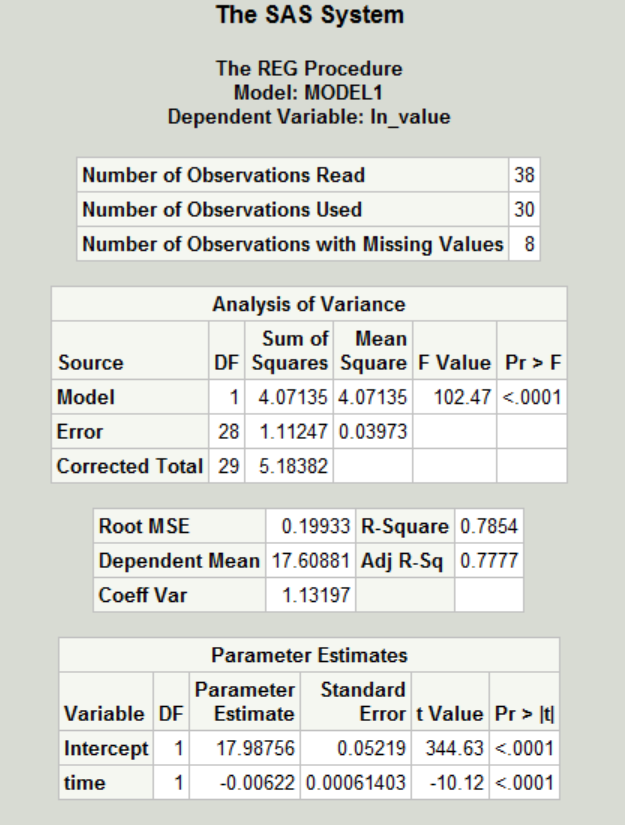 The SAS System
The REG Procedure
Model: MODEL1
Dependent Variable: ln_value
Number of Observations Read 38
Number of Observations Used 30
Number of Observations with Missing Values 8
Analysis of Variance
Source DF Sum of Squares Mean Square F Value Pr > F
Model 1 4.07135 4.07135 102.47 <.0001
Error 28 1.11247 0.03973
Corrected Total 29 5.18382
Root MSE 0.19933 R-Square 0.7854
Dependent Mean 17.60881 Adj R-Sq 0.7777
Coeff Var 1.13197
Parameter Estimates
Variable DF Parameter Estimate Standard Error t Value Pr > |t|
Intercept 1 17.98756 0.05219 344.63 <.0001
time 1 -0.00622 0.00061403 -10.12 <.0001